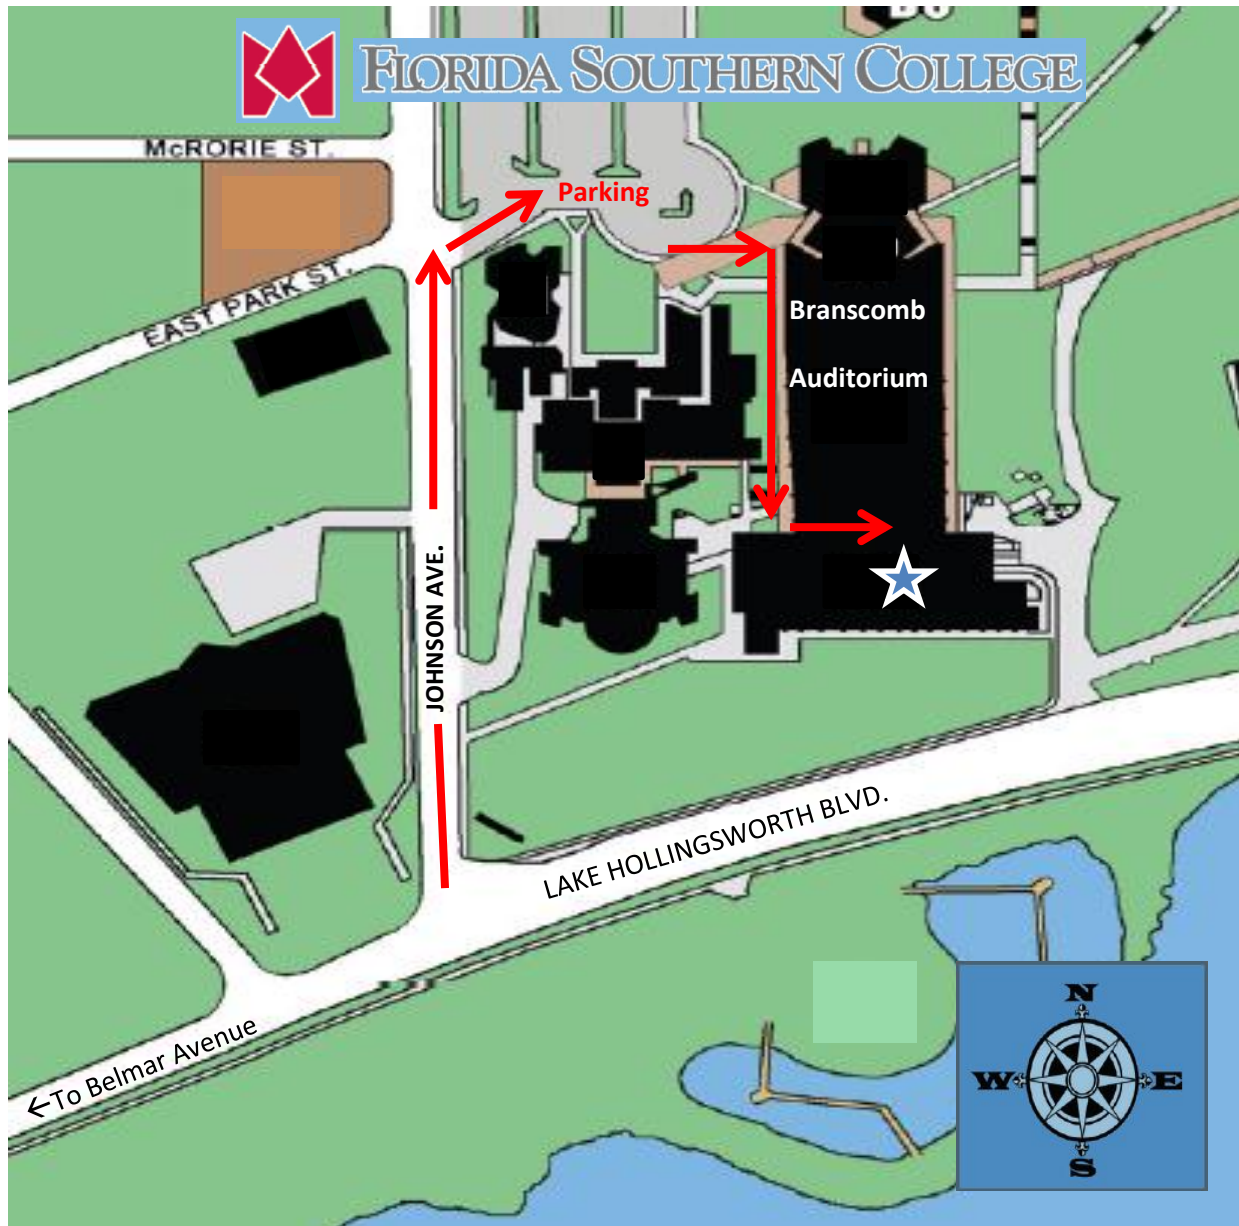 FLORIDA SOUTHERN COLLEGE
McRORIE ST.
Parking
EAST PARK ST.
Branscomb
Auditorium
JOHNSON AVE.
LAKE HOLLINGSWORTH BLVD.
←To Belmar Avenue
N
W E
S